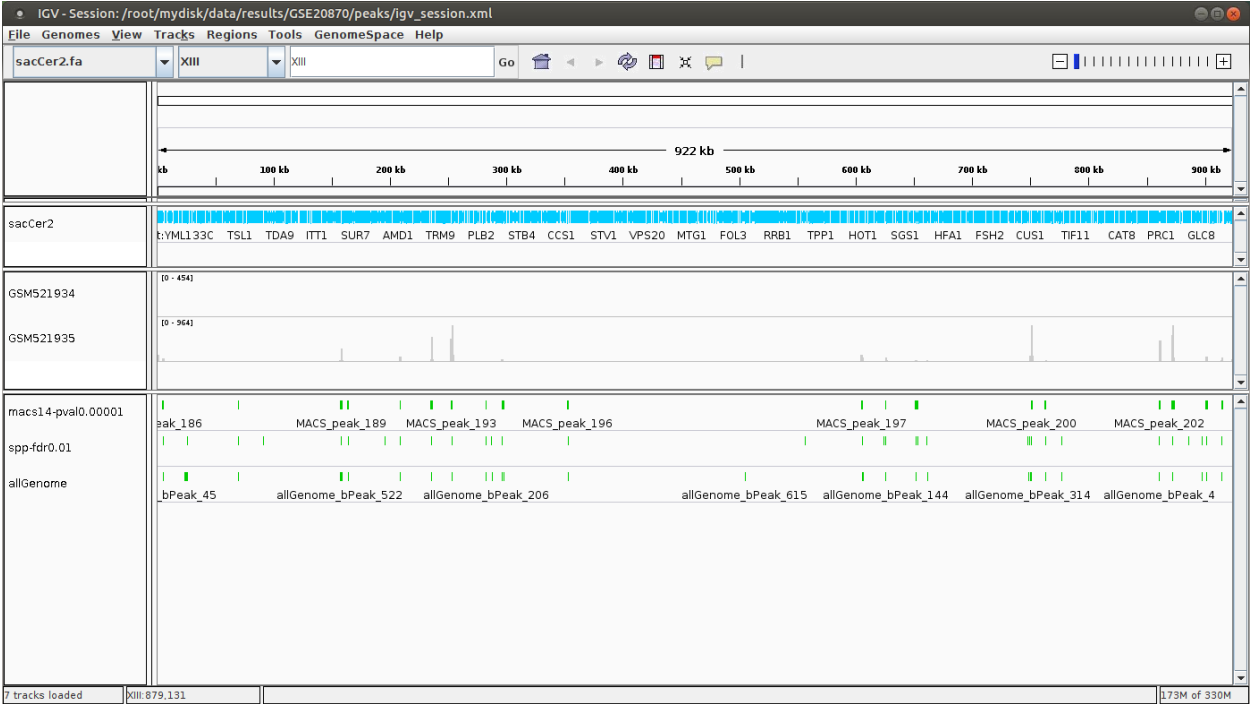 IGV - Session: /root/mydisk/data/results/GSE20870/peaks/igv_session.xml
File Genomes View Tracks Regions Tools GenomeSpace Help
sacCer2.fa XIII XIII Go
922 kb
kb 100 kb 200 kb 300 kb 400 kb 500 kb 600 kb 700 kb 800 kb 900 kb
sacCer2
t:YML133C TSL1 TDA9 ITT1 SUR7 AMD1 TRM9 PLB2 STB4 CCS1 STV1 VPS20 MTG1 FOL3 RRB1 TPP1 HOT1 SGS1 HFA1 FSH2 CUS1 TIF11 CAT8 PRC1 GLC8
[0 - 454]
GSM521934
[0 - 964]
GSM521935
macs14-pval0.00001
eak_186 MACS_peak_189 MACS_peak_193 MACS_peak_196 MACS_peak_197 MACS_peak_200 MACS_peak_202
spp-fdr0.01
allGenome
_bPeak_45 allGenome_bPeak_522 allGenome_bPeak_206 allGenome_bPeak_615 allGenome_bPeak_144 allGenome_bPeak_314 allGenome_bPeak_4
7 tracks loaded XIII:879,131 173M of 330M